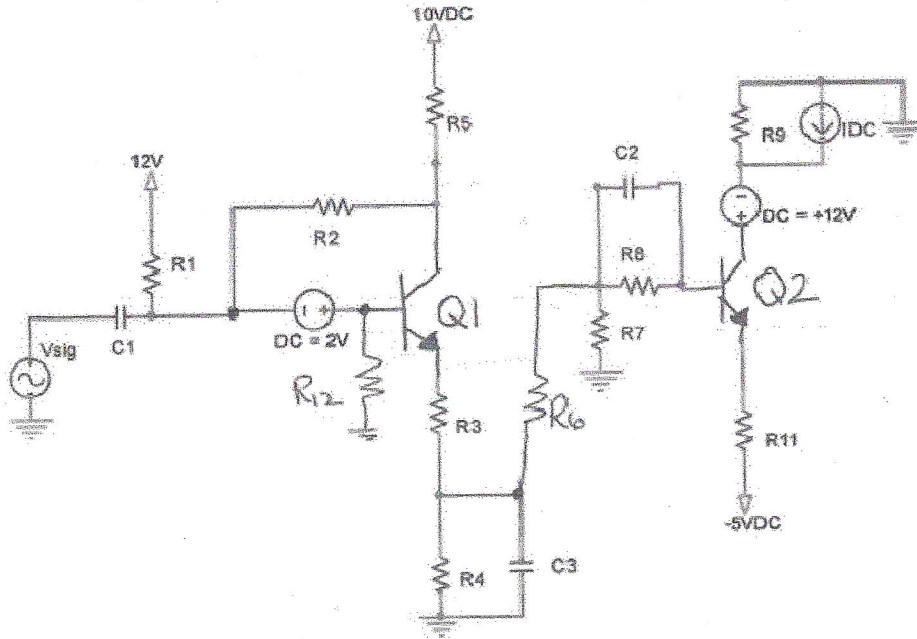 10VDC
R5
12V
R2
R1
C1
Vsig
- +
DC = 2V
Q1
R12
R3
R4
C3
R6
C2
R8
R7
R9
IDC
-
+
DC = +12V
Q2
R11
-5VDC